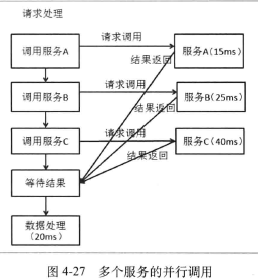 请求处理
调用服务A
请求调用
服务A(15ms)
结果返回
调用服务B
请求调用
服务B(25ms)
结果返回
调用服务C
请求调用
服务C(40ms)
结果返回
等待结果
数据处理
(20ms)
图 4-27 多个服务的并行调用